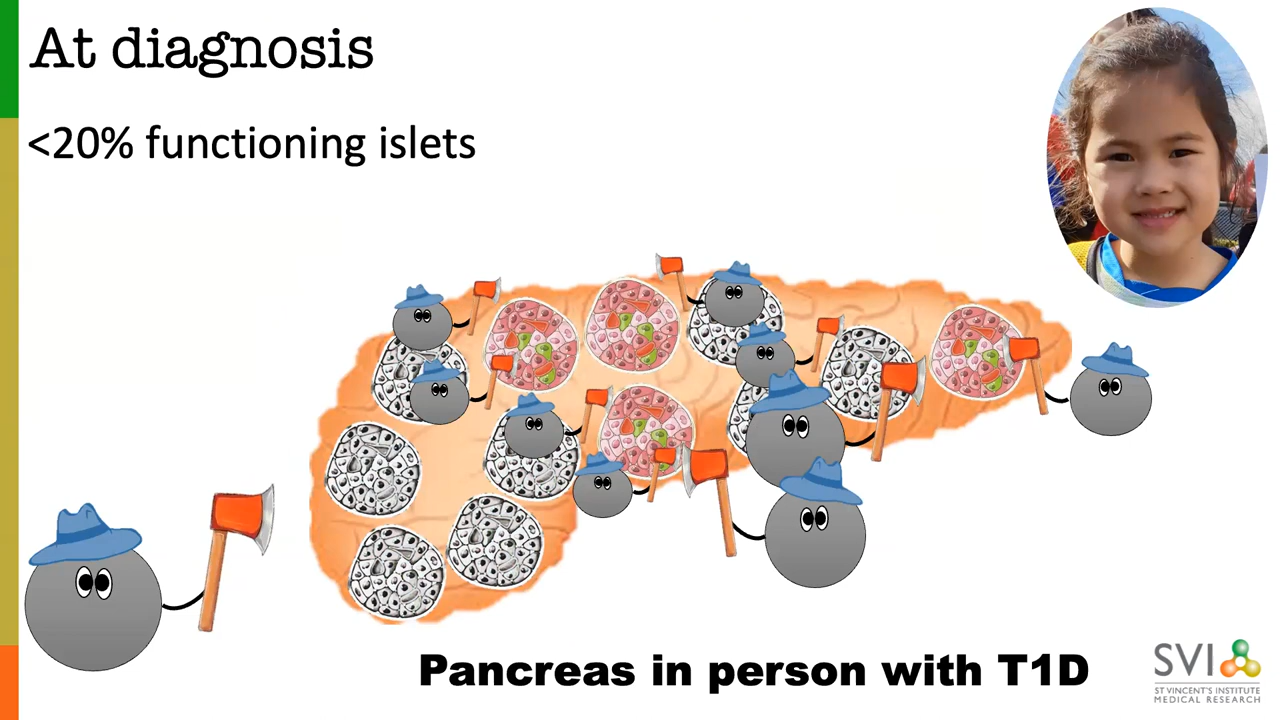 At diagnosis
<20% functioning islets
Pancreas in person with T1D
SVI
ST VINCENT'S INSTITUTE
MEDICAL RESEARCH